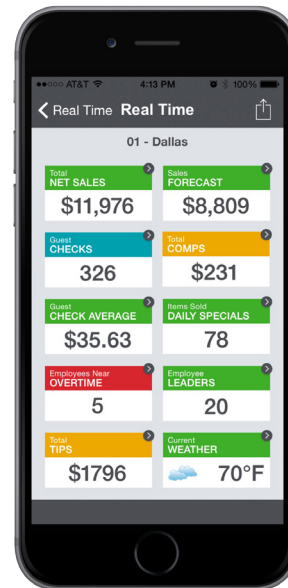 AT&T 4:13 PM 100%
Real Time Real Time
01 - Dallas
Total
NET SALES
$11,976
Sales
FORECAST
$8,809
Guest
CHECKS
326
Total
COMPS
$231
Guest
CHECK AVERAGE
$35.63
Items Sold
DAILY SPECIALS
78
Employees Near
OVERTIME
5
Employee
LEADERS
20
Total
TIPS
$1796
Current
WEATHER
70°F